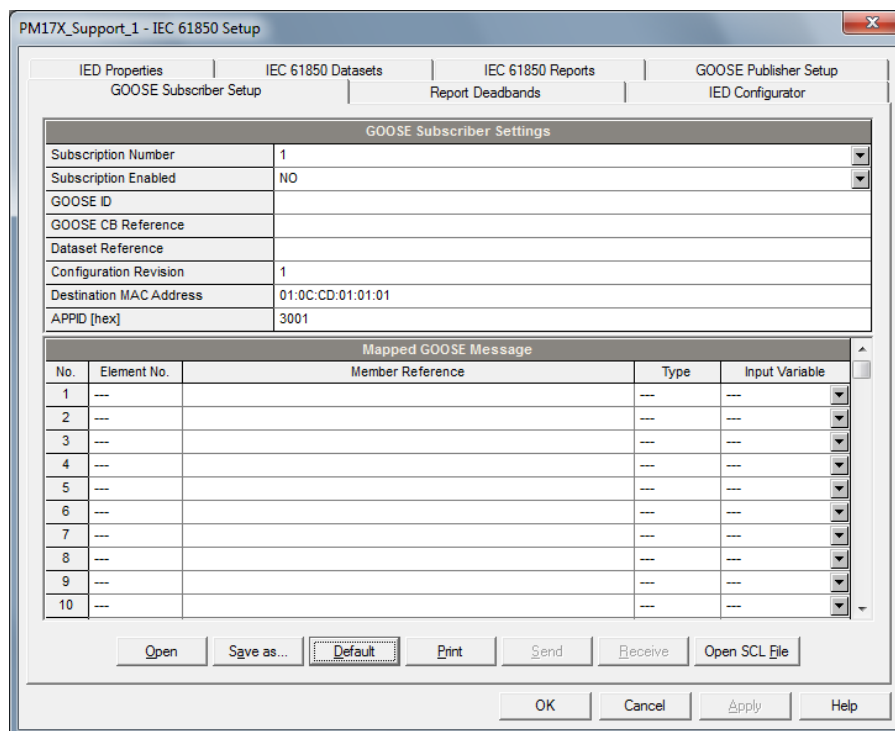 PM17X_Support_1 - IEC 61850 Setup
IED Properties IEC 61850 Datasets IEC 61850 Reports GOOSE Publisher Setup
GOOSE Subscriber Setup Report Deadbands IED Configurator
GOOSE Subscriber Settings
Subscription Number 1
Subscription Enabled NO
GOOSE ID
GOOSE CB Reference
Dataset Reference
Configuration Revision 1
Destination MAC Address 01:0C:CD:01:01:01
APPID [hex] 3001
Mapped GOOSE Message
No. Element No. Member Reference Type Input Variable
1 --- --- ---
2 --- --- ---
3 --- --- ---
4 --- --- ---
5 --- --- ---
6 --- --- ---
7 --- --- ---
8 --- --- ---
9 --- --- ---
10 --- --- ---
Open Save as... Default Print Send Receive Open SCL File
OK Cancel Apply Help